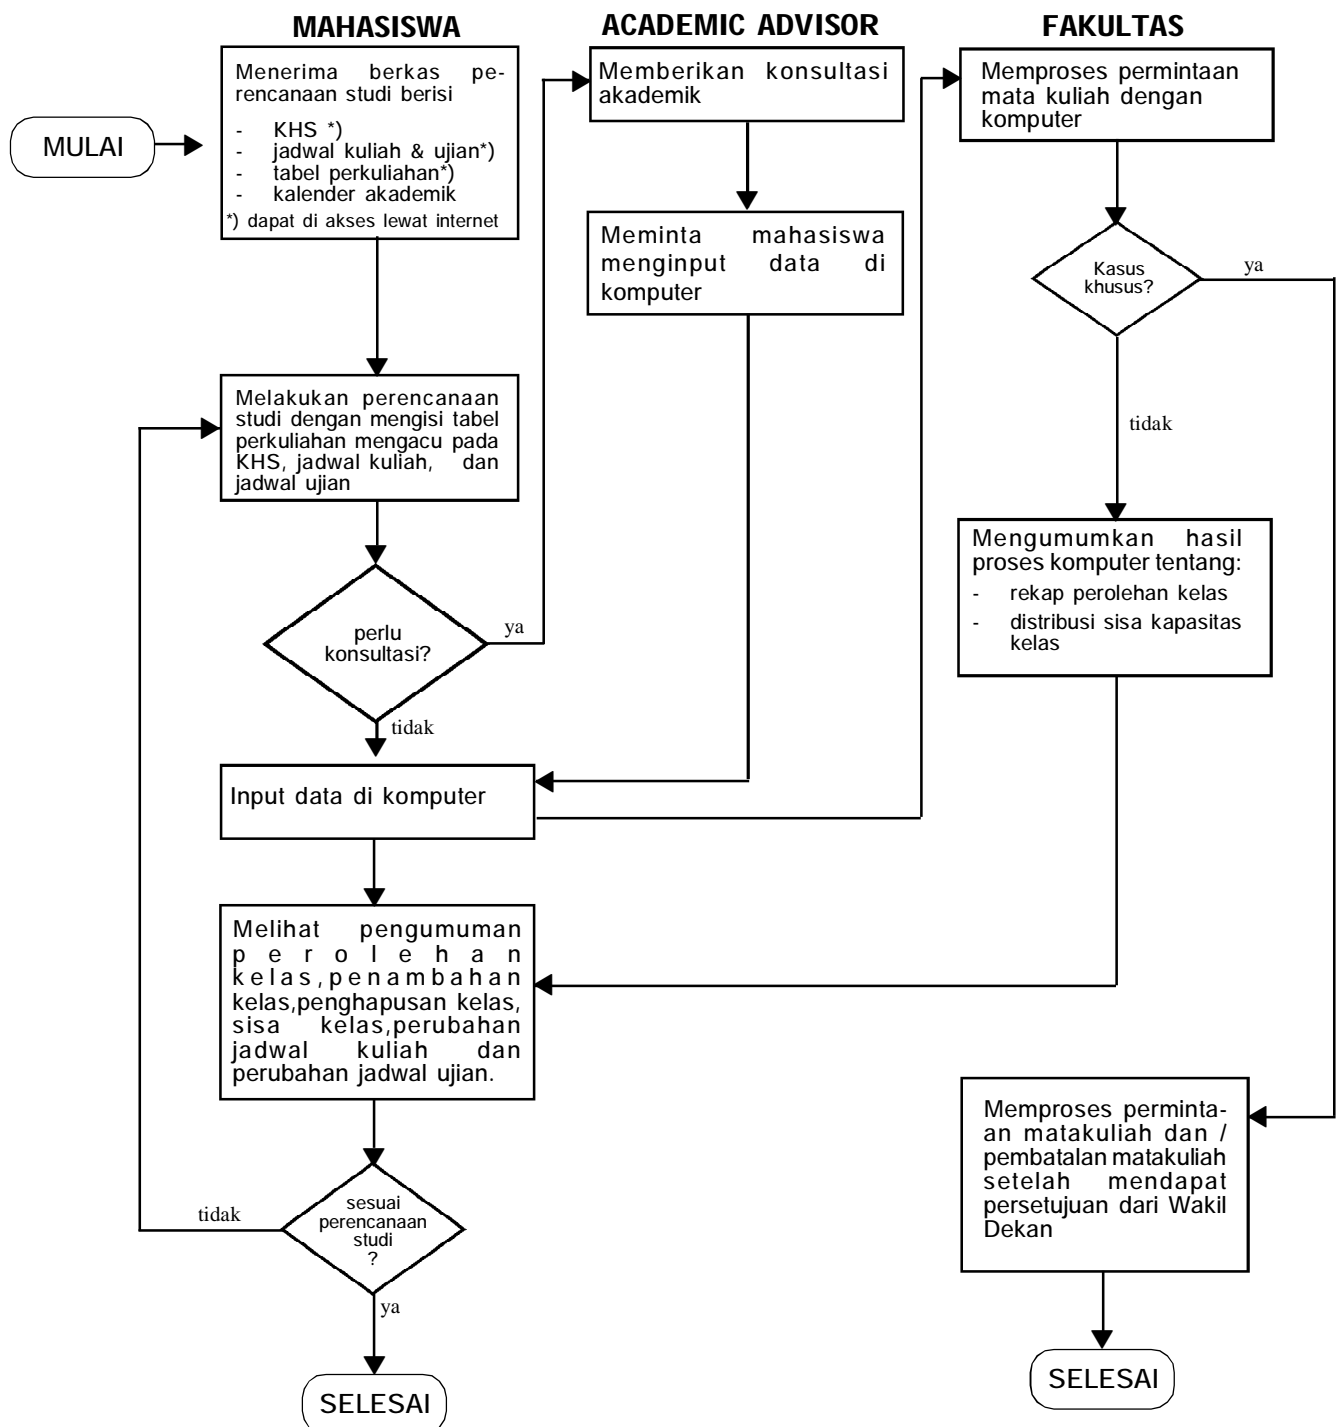 MAHASISWA
ACADEMIC ADVISOR
FAKULTAS
MULAI
Menerima berkas pe-
rencanaan studi berisi
- KHS *)
- jadwal kuliah & ujian*)
- tabel perkuliahan*)
- kalender akademik
*) dapat di akses lewat internet
Melakukan perencanaan
studi dengan mengisi tabel
perkuliahan mengacu pada
KHS, jadwal kuliah, dan
jadwal ujian
perlu
konsultasi?
ya
tidak
Input data di komputer
Melihat pengumuman
perolehan
kelas,penambahan
kelas,penghapusan kelas,
sisa kelas,perubahan
jadwal kuliah dan
perubahan jadwal ujian.
tidak
sesuai
perencanaan
studi
?
ya
SELESAI
Memberikan konsultasi
akademik
Meminta mahasiswa
menginput data di
komputer
Memproses permintaan
mata kuliah dengan
komputer
Kasus
khusus?
ya
tidak
Mengumumkan hasil
proses komputer tentang:
- rekap perolehan kelas
- distribusi sisa kapasitas
kelas
Memproses perminta-
an matakuliah dan /
pembatalan matakuliah
setelah mendapat
persetujuan dari Wakil
Dekan
SELESAI